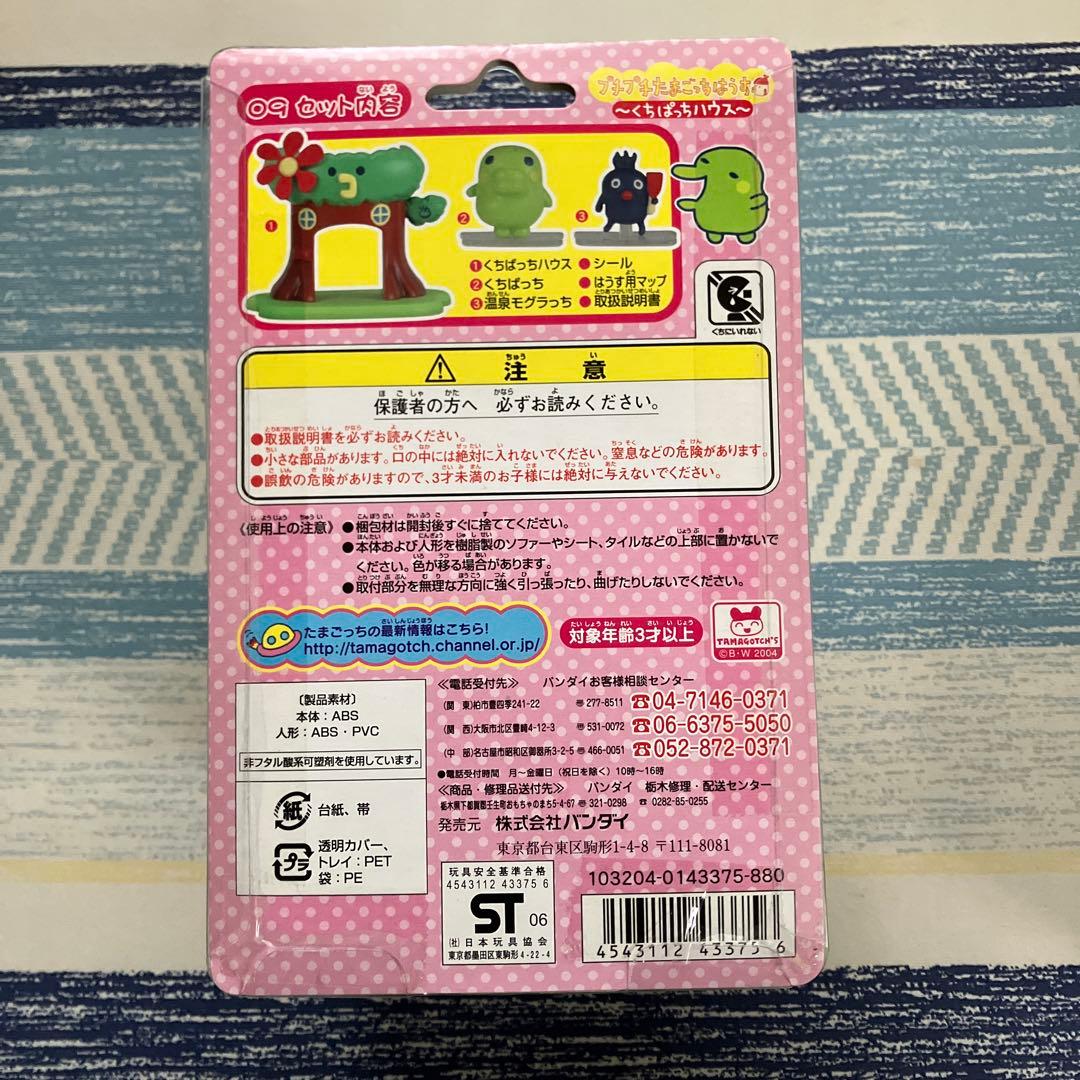 09 セット内容
ないよう
プチプチたまごっちはうす
〜くちぱっちハウス〜
1
2
3
①くちぱっちハウス ●シール
②くちぱっち ●はうす用マップ
③温泉モグラっち ●取扱説明書
くちにいれない
⚠ 注意
保護者の方へ 必ずお読みください。
●取扱説明書を必ずお読みください。
●小さな部品があります。口の中には絶対に入れないでください。窒息などの危険があります。
●誤飲の危険がありますので、3才未満のお子様には絶対に与えないでください。
《使用上の注意》 ●梱包材は開封後すぐに捨ててください。
●本体および人形を樹脂製のソファーやシート、タイルなどの上部に置かないで
ください。色が移る場合があります。
●取付部分を無理な方向に強く引っ張ったり、曲げたりしないでください。
たまごっちの最新情報はこちら!
http://tamagotch.channel.or.jp/
対象年齢3才以上
TAMAGOTCH'S
©B・W 2004
〔製品素材〕
本体:ABS
人形:ABS・PVC
非フタル酸系可塑剤を使用しています。
紙 台紙、帯
プラ 透明カバー、
トレイ:PET
袋:PE
≪電話受付先≫ バンダイお客様相談センター
(関 東)柏市豊四季241-22 〒277-8511 ☎04-7146-0371
(関 西)大阪市北区豊崎4-12-3 〒531-0072 ☎06-6375-5050
(中 部)名古屋市昭和区御器所3-2-5 〒466-0051 ☎052-872-0371
●電話受付時間 月〜金曜日(祝日を除く)10時〜16時
≪商品・修理品送付先≫ バンダイ 栃木修理・配送センター
栃木県下都賀郡壬生町おもちゃのまち5-4-67 〒321-0298 ☎0282-85-0255
発売元 株式会社バンダイ
東京都台東区駒形1-4-8 〒111-8081
玩具安全基準合格
4543112 43375 6
ST 06
(社)日本玩具協会
東京都墨田区東駒形4-22-4
103204-0143375-880
4543112 433756